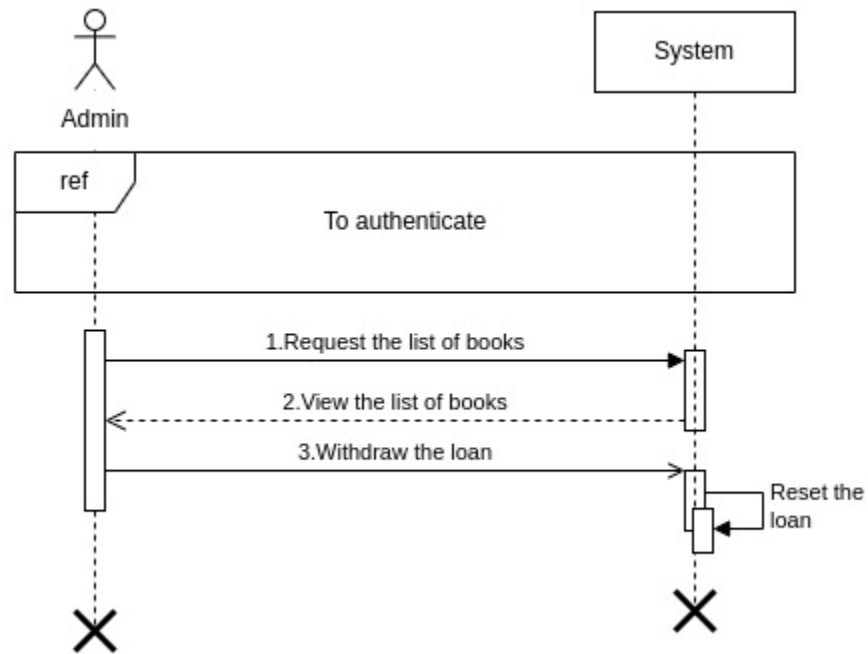 System
Admin
ref
To authenticate
1.Request the list of books
2.View the list of books
3.Withdraw the loan
Reset the
loan